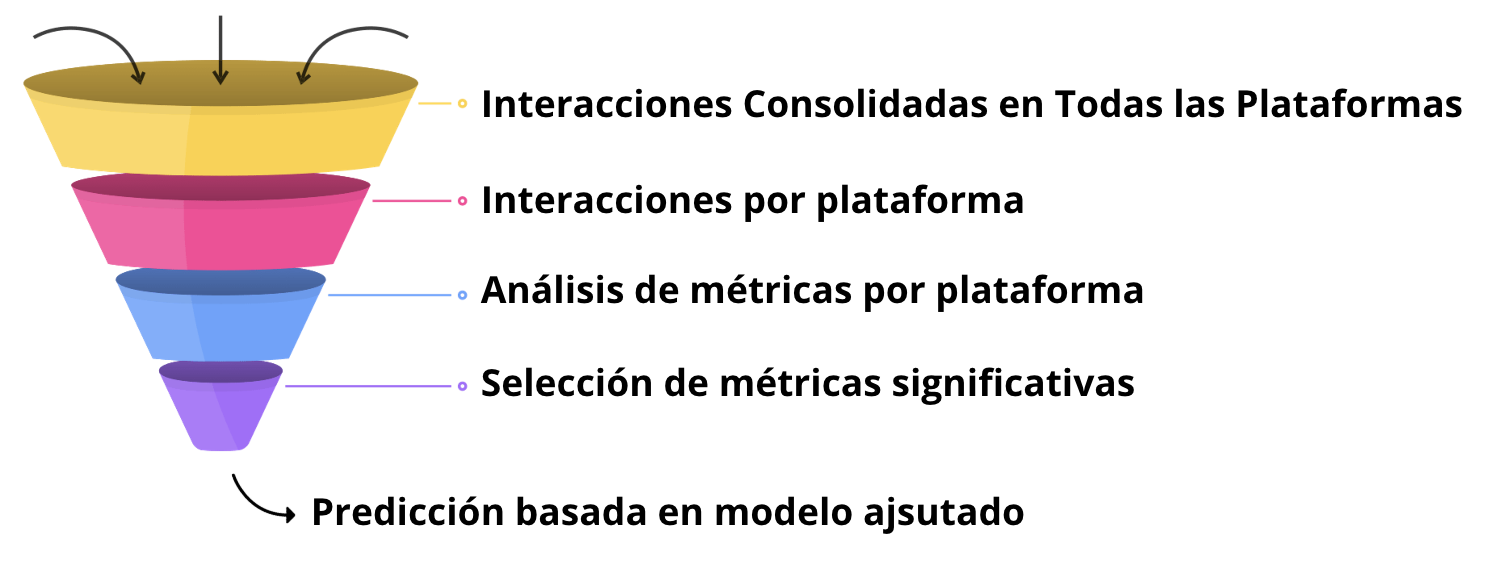 Interacciones Consolidadas en Todas las Plataformas
Interacciones por plataforma
Análisis de métricas por plataforma
Selección de métricas significativas
Predicción basada en modelo ajsutado